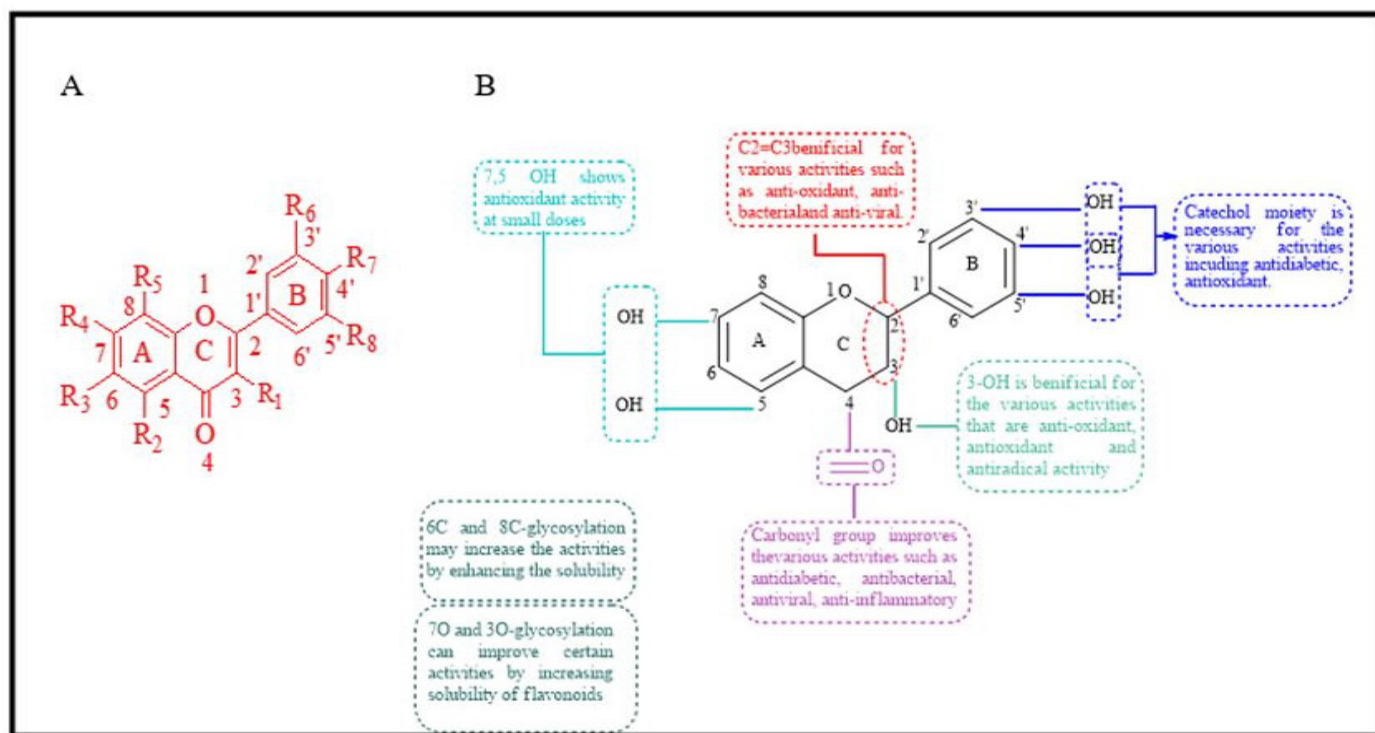 A
R6
3'
R7
2'
B
4'
1'
5'
R8
6'
R5
1
8
O
R4
7
A
C
2
R3
6
5
3
R1
R2
O
4
B
7,5 OH shows
antioxidant activity
at small doses
C2=C3benificial for
various activities such
as anti-oxidant, anti-
bacterialand anti-viral.
3'
OH
2'
4'
OH
B
1'
5'
OH
6'
Catechol moiety is
necessary for the
various activities
incuding antidiabetic,
antioxidant.
8
1
O
OH
7
2
A
C
6
3
OH
5
4
OH
O
3-OH is benificial for
the various activities
that are anti-oxidant,
antioxidant and
antiradical activity
6C and 8C-glycosylation
may increase the activities
by enhancing the solubility
Carbonyl group improves
thevarious activities such as
antidiabetic, antibacterial,
antiviral, anti-inflammatory
7O and 3O-glycosylation
can improve certain
activities by increasing
solubility of flavonoids